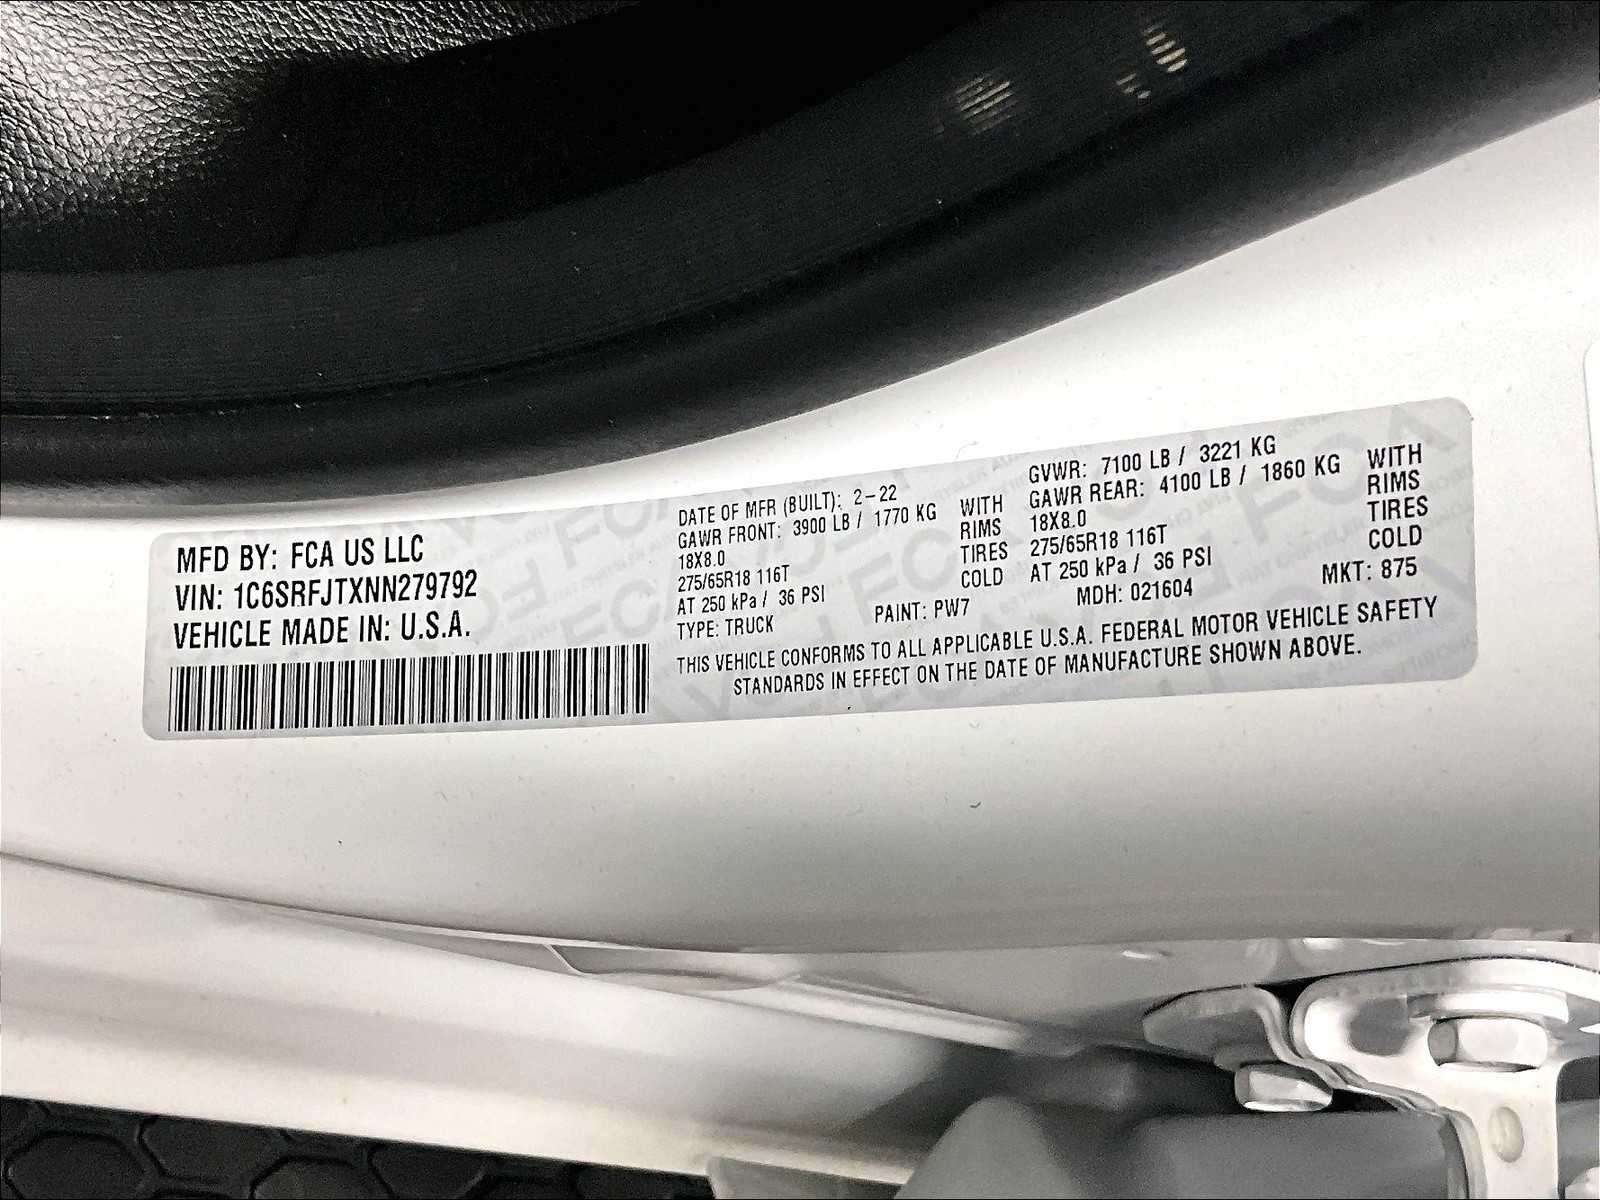 MFD BY: FCA US LLC
VIN: 1C6SRFJTXNN279792
VEHICLE MADE IN: U.S.A.
DATE OF MFR (BUILT): 2-22
GAWR FRONT: 3900 LB / 1770 KG WITH
18X8.0 RIMS
275/65R18 116T TIRES
AT 250 kPa / 36 PSI COLD
TYPE: TRUCK PAINT: PW7
GVWR: 7100 LB / 3221 KG
GAWR REAR: 4100 LB / 1860 KG WITH
18X8.0 RIMS
275/65R18 116T TIRES
AT 250 kPa / 36 PSI COLD
MDH: 021604 MKT: 875
THIS VEHICLE CONFORMS TO ALL APPLICABLE U.S.A. FEDERAL MOTOR VEHICLE SAFETY
STANDARDS IN EFFECT ON THE DATE OF MANUFACTURE SHOWN ABOVE.